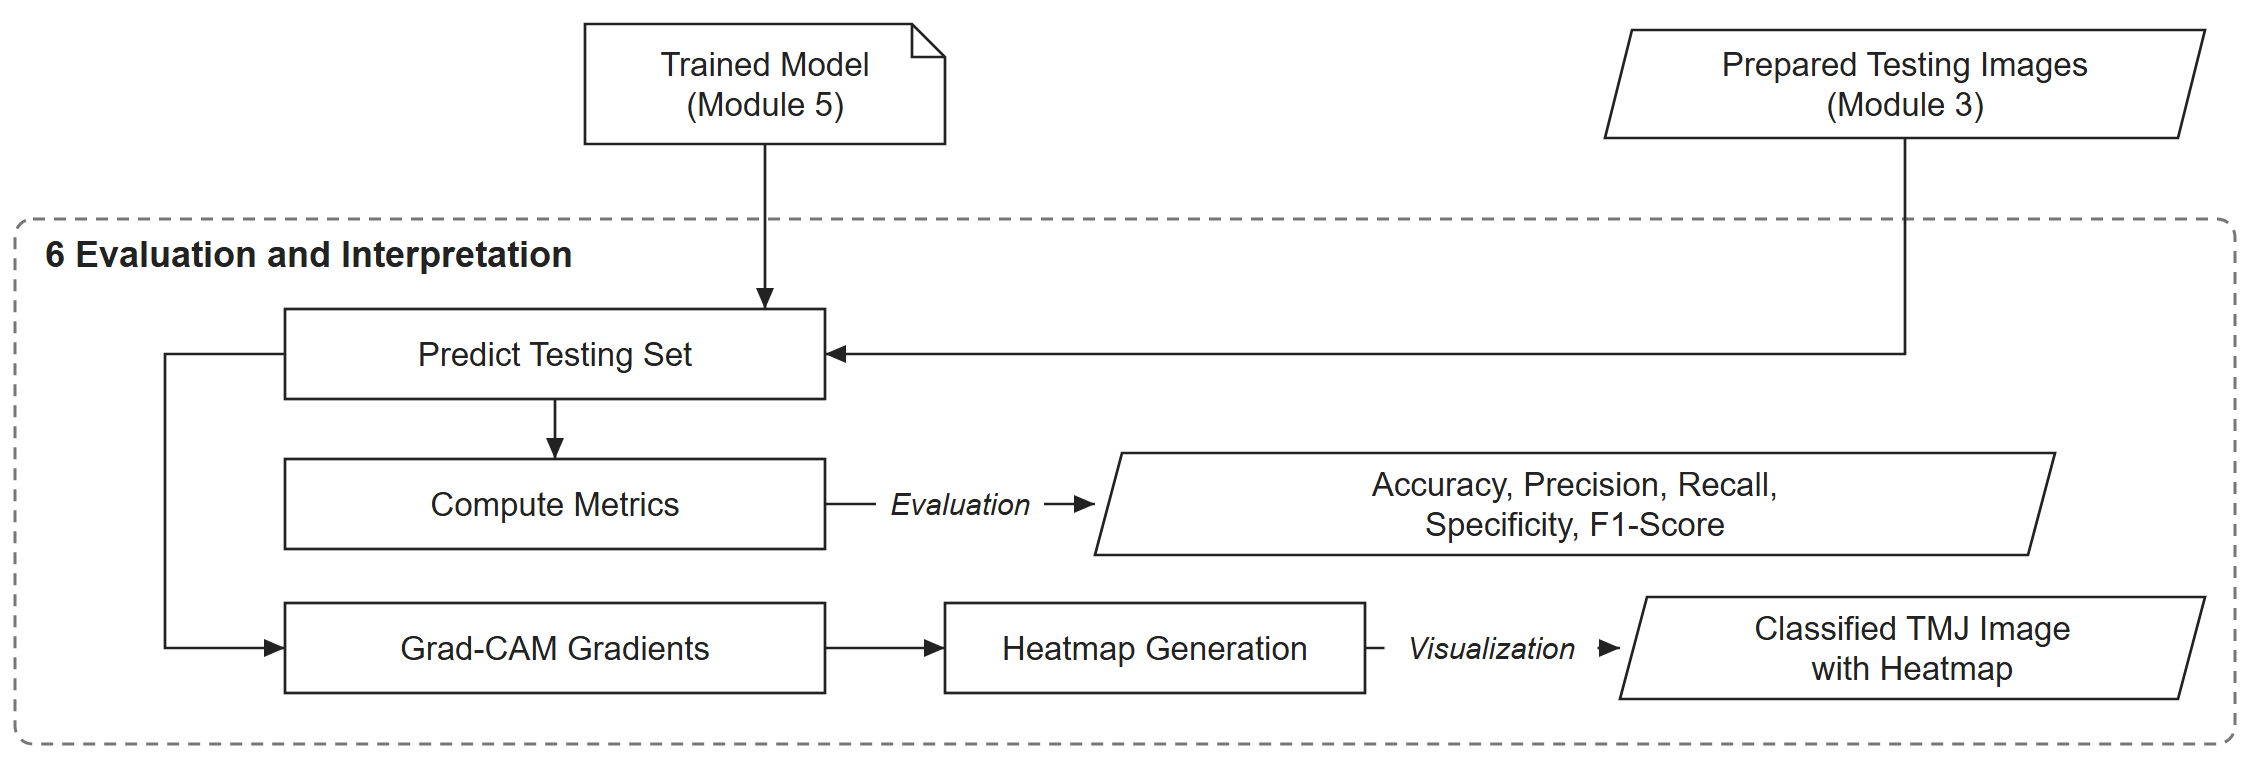 Trained Model
(Module 5)
Prepared Testing Images
(Module 3)
6 Evaluation and Interpretation
Predict Testing Set
Compute Metrics
Evaluation
Accuracy, Precision, Recall,
Specificity, F1-Score
Grad-CAM Gradients
Heatmap Generation
Visualization
Classified TMJ Image
with Heatmap